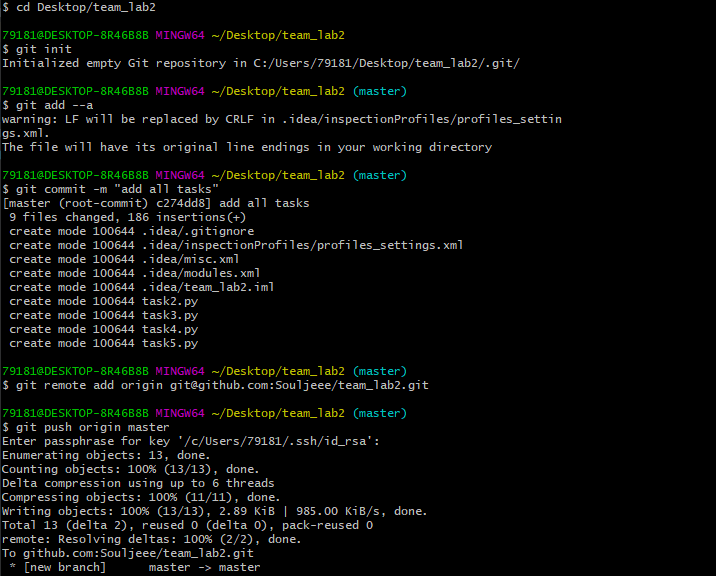 $ cd Desktop/team_lab2
79181@DESKTOP-8R46B8B MINGW64 ~/Desktop/team_lab2
$ git init
Initialized empty Git repository in C:/Users/79181/Desktop/team_lab2/.git/
79181@DESKTOP-8R46B8B MINGW64 ~/Desktop/team_lab2 (master)
$ git add --a
warning: LF will be replaced by CRLF in .idea/inspectionProfiles/profiles_settin
gs.xml.
The file will have its original line endings in your working directory
79181@DESKTOP-8R46B8B MINGW64 ~/Desktop/team_lab2 (master)
$ git commit -m "add all tasks"
[master (root-commit) c274dd8] add all tasks
 9 files changed, 186 insertions(+)
 create mode 100644 .idea/.gitignore
 create mode 100644 .idea/inspectionProfiles/profiles_settings.xml
 create mode 100644 .idea/misc.xml
 create mode 100644 .idea/modules.xml
 create mode 100644 .idea/team_lab2.iml
 create mode 100644 task2.py
 create mode 100644 task3.py
 create mode 100644 task4.py
 create mode 100644 task5.py
79181@DESKTOP-8R46B8B MINGW64 ~/Desktop/team_lab2 (master)
$ git remote add origin git@github.com:Souljeee/team_lab2.git
79181@DESKTOP-8R46B8B MINGW64 ~/Desktop/team_lab2 (master)
$ git push origin master
Enter passphrase for key '/c/Users/79181/.ssh/id_rsa':
Enumerating objects: 13, done.
Counting objects: 100% (13/13), done.
Delta compression using up to 6 threads
Compressing objects: 100% (11/11), done.
Writing objects: 100% (13/13), 2.89 KiB | 985.00 KiB/s, done.
Total 13 (delta 2), reused 0 (delta 0), pack-reused 0
remote: Resolving deltas: 100% (2/2), done.
To github.com:Souljeee/team_lab2.git
 * [new branch]      master -> master